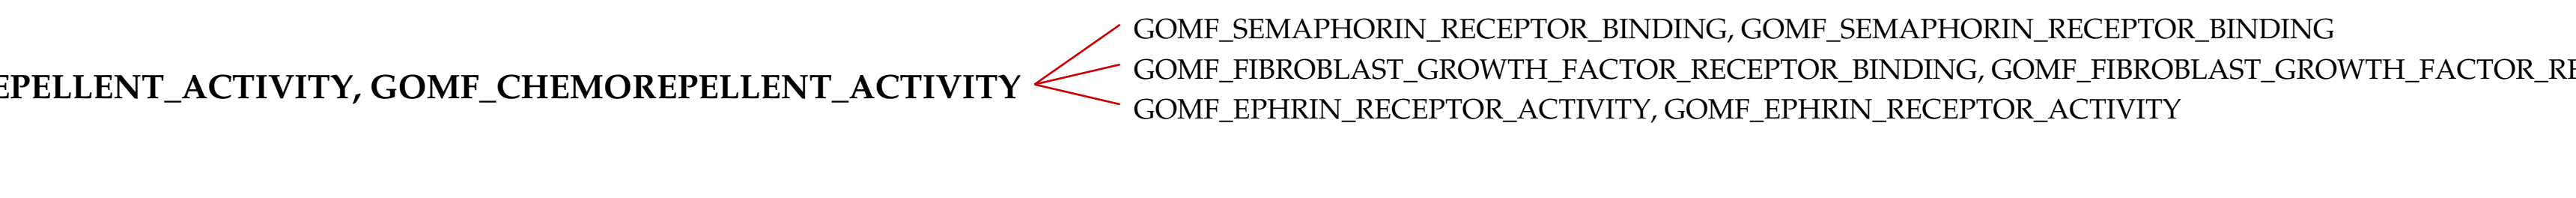 GOMF_SEMAPHORIN_RECEPTOR_BINDING, GOMF_SEMAPHORIN_RECEPTOR_BINDING
GOMF_FIBROBLAST_GROWTH_FACTOR_RECEPTOR_BINDING, GOMF_FIBROBLAST_GROWTH_FACTOR_RE
EPELLENT_ACTIVITY, GOMF_CHEMOREPELLENT_ACTIVITY
GOMF_EPHRIN_RECEPTOR_ACTIVITY, GOMF_EPHRIN_RECEPTOR_ACTIVITY